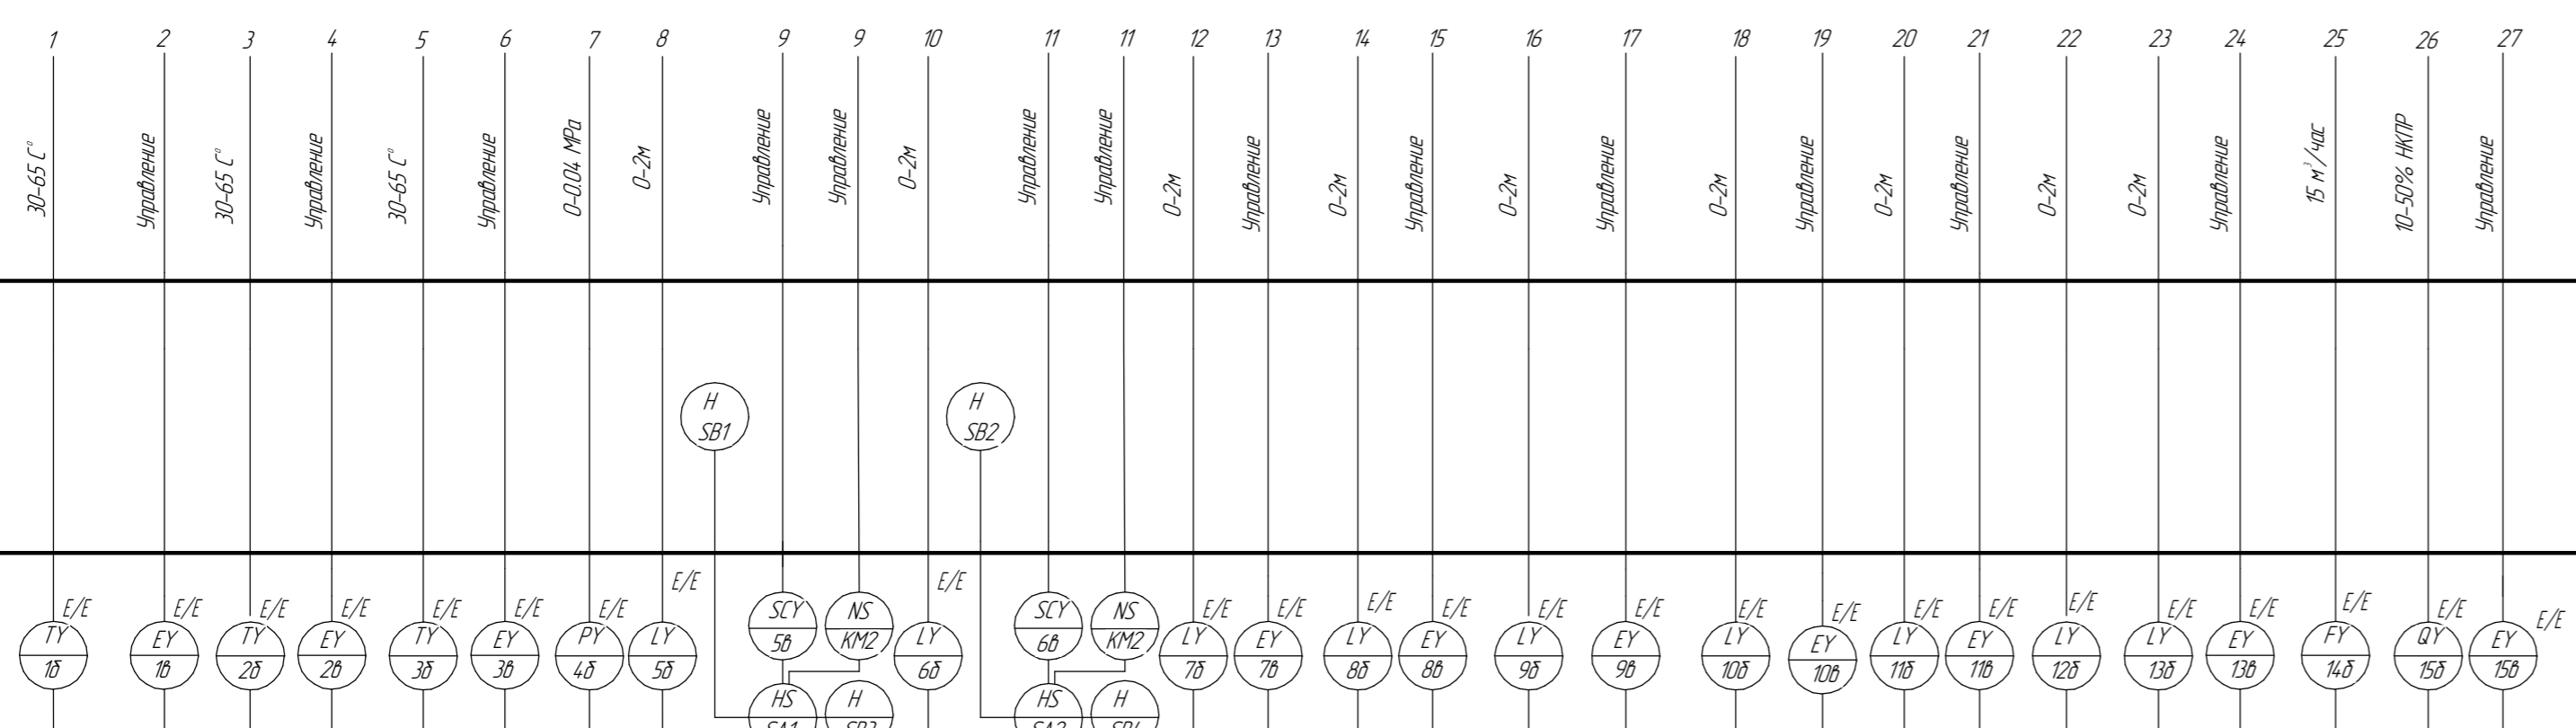 1 2 3 4 5 6 7 8 9 9 10 11 11 12 13 14 15 16 17 18 19 20 21 22 23 24 25 26 27
30-65 C°
Управление
30-65 C°
Управление
30-65 C°
Управление
0-0.04 MPa
0-2м
Управление
Управление
0-2м
Управление
Управление
0-2м
Управление
0-2м
Управление
0-2м
Управление
0-2м
Управление
0-2м
Управление
0-2м
0-2м
Управление
15 м³/час
10-50% НКПР
Управление
H
SB1
H
SB2
E/E
TY
1б
E/E
EY
1в
E/E
TY
2б
E/E
EY
2в
E/E
TY
3б
E/E
EY
3в
E/E
PY
4б
E/E
LY
5б
SCY
5в
NS
KM2
HS
SA1
H
SB3
E/E
LY
6б
SCY
6в
NS
KM2
HS
SA2
H
SB4
E/E
LY
7б
E/E
EY
7в
E/E
LY
8б
E/E
EY
8в
E/E
LY
9б
E/E
EY
9в
E/E
LY
10б
E/E
EY
10в
E/E
LY
11б
E/E
EY
11в
E/E
LY
12б
E/E
LY
13б
E/E
EY
13в
E/E
FY
14б
E/E
QY
15б
E/E
EY
15в